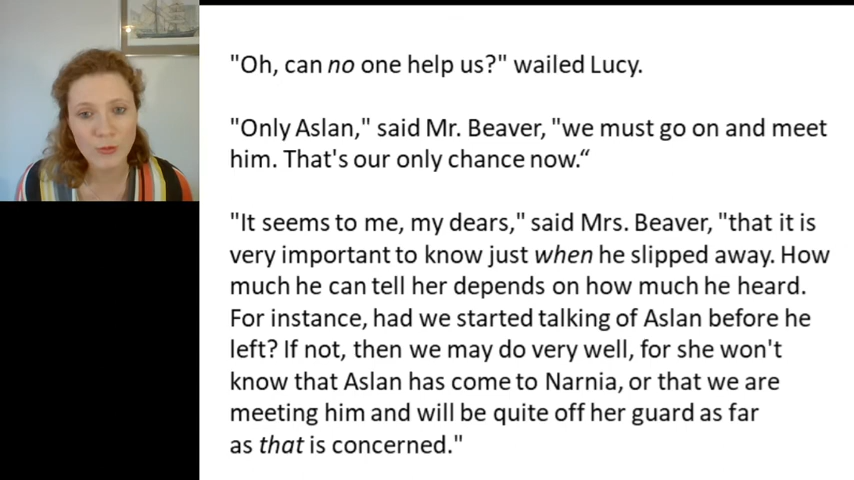 "Oh, can no one help us?" wailed Lucy.
"Only Aslan," said Mr. Beaver, "we must go on and meet
him. That's our only chance now.“
"It seems to me, my dears," said Mrs. Beaver, "that it is
very important to know just when he slipped away. How
much he can tell her depends on how much he heard.
For instance, had we started talking of Aslan before he
left? If not, then we may do very well, for she won't
know that Aslan has come to Narnia, or that we are
meeting him and will be quite off her guard as far
as that is concerned."